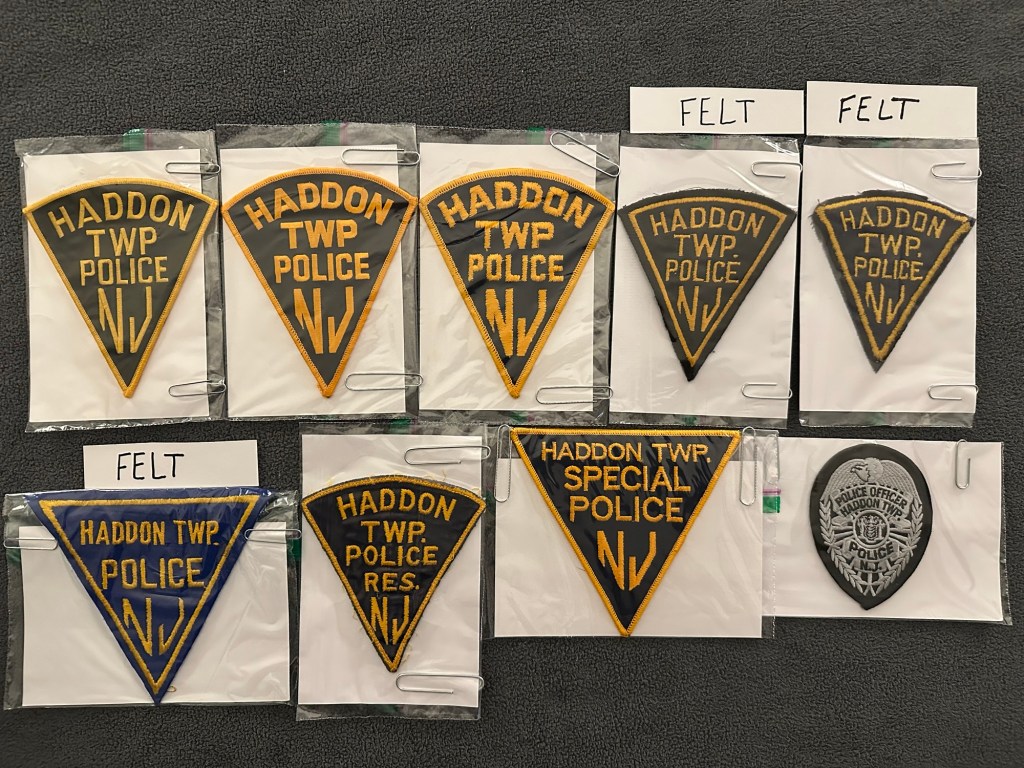 FELT
FELT
HADDON
TWP
POLICE
NJ
HADDON
TWP
POLICE
NJ
HADDON
TWP
POLICE
NJ
HADDON
TWP.
POLICE
NJ
HADDON
TWP.
POLICE
NJ
FELT
HADDON TWP.
POLICE
NJ
HADDON
TWP.
POLICE
RES.
NJ
HADDON TWP.
SPECIAL
POLICE
NJ
POLICE OFFICER
HADDON TWP.
POLICE
N.J.